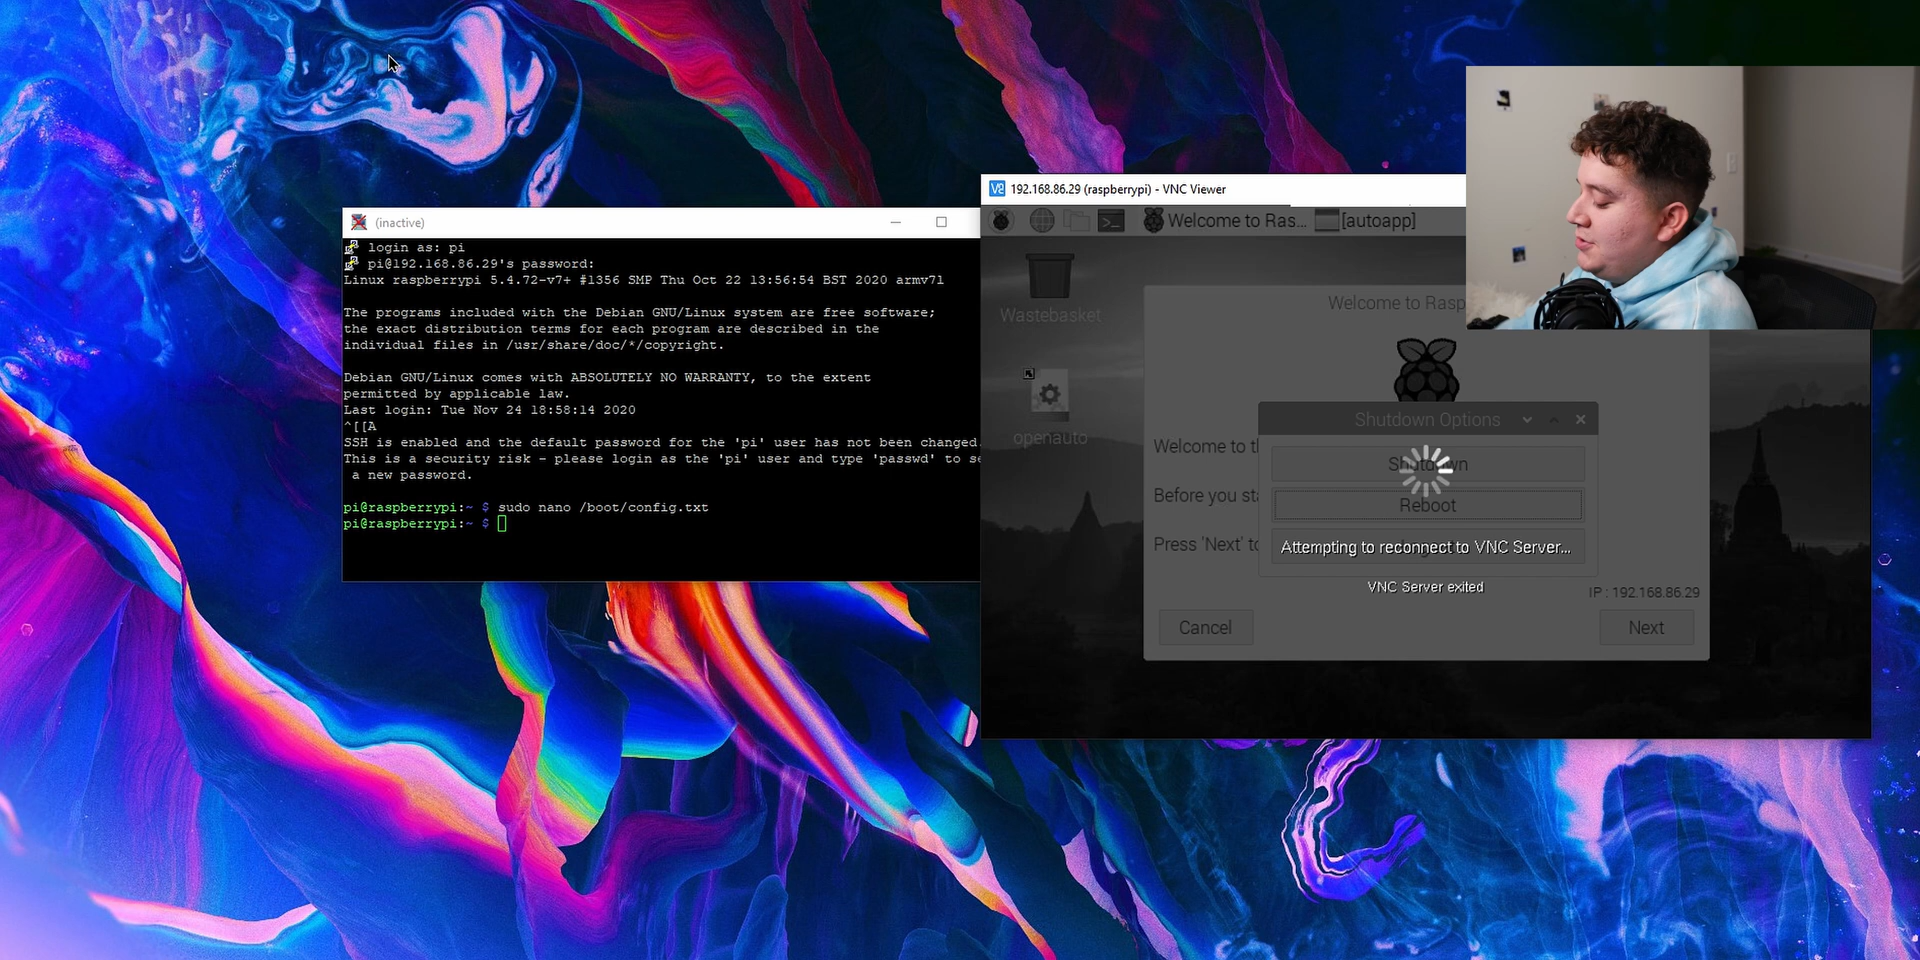 (inactive)
login as: pi
pi@192.168.86.29's password:
Linux raspberrypi 5.4.72-v7+ #1356 SMP Thu Oct 22 13:56:54 BST 2020 armv7l
The programs included with the Debian GNU/Linux system are free software;
the exact distribution terms for each program are described in the
individual files in /usr/share/doc/*/copyright.
Debian GNU/Linux comes with ABSOLUTELY NO WARRANTY, to the extent
permitted by applicable law.
Last login: Tue Nov 24 18:58:14 2020
^[[A
SSH is enabled and the default password for the 'pi' user has not been changed.
This is a security risk - please login as the 'pi' user and type 'passwd' to se
a new password.
pi@raspberrypi:~ $ sudo nano /boot/config.txt
pi@raspberrypi:~ $
192.168.86.29 (raspberrypi) - VNC Viewer
Welcome to Ras... [autoapp]
Wastebasket
openauto
Welcome to Rasp
Shutdown Options
Welcome to th
Shutdown
Before you sta
Reboot
Press 'Next' to
Attempting to reconnect to VNC Server...
VNC Server exited
IP : 192.168.86.29
Cancel
Next